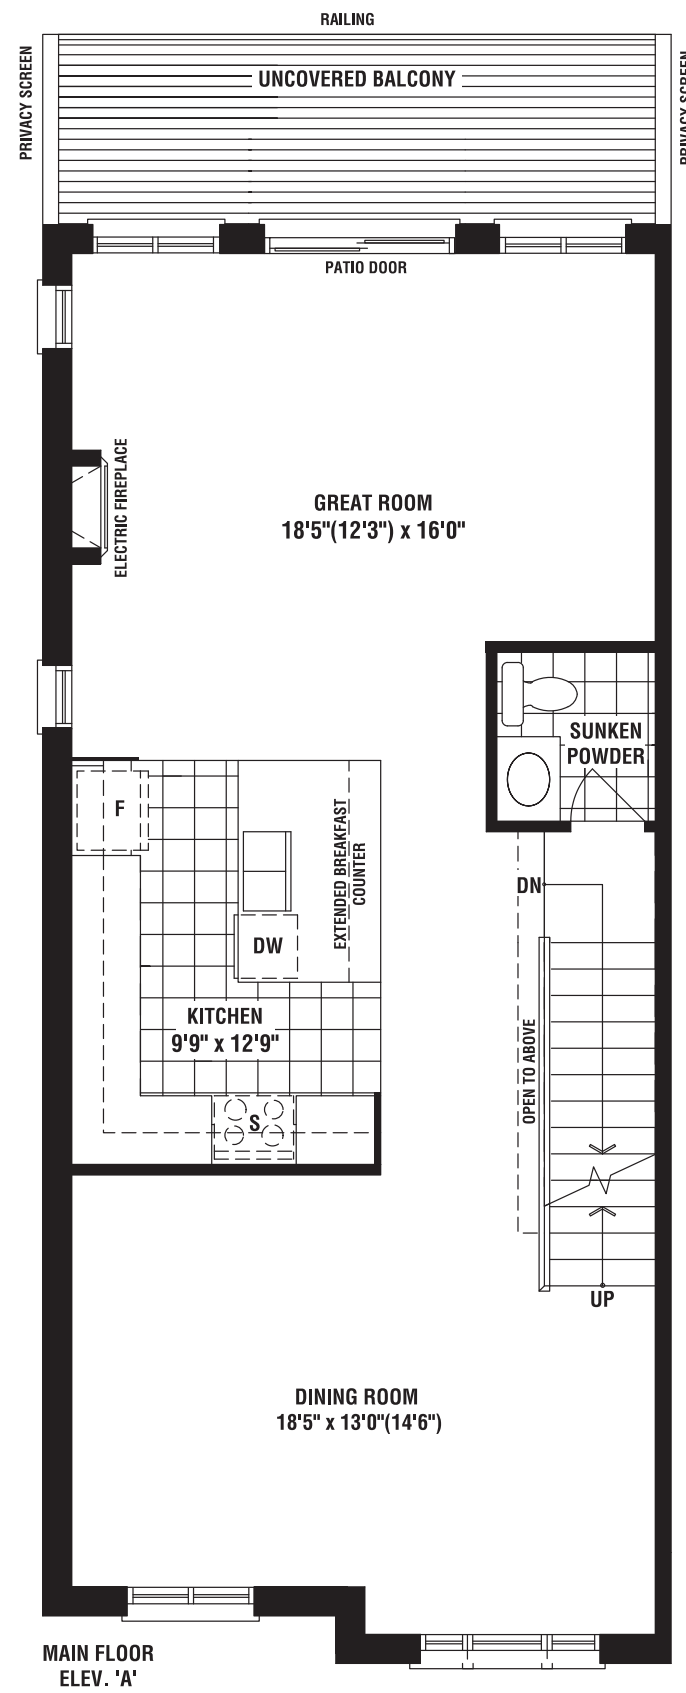 RAILING
PRIVACY SCREEN
UNCOVERED BALCONY
PRIVACY SCREEN
PATIO DOOR
ELECTRIC FIREPLACE
GREAT ROOM
18'5"(12'3") x 16'0"
SUNKEN
POWDER
F
EXTENDED BREAKFAST
COUNTER
DN
DW
KITCHEN
9'9" x 12'9"
OPEN TO ABOVE
S
UP
DINING ROOM
18'5" x 13'0"(14'6")
MAIN FLOOR
ELEV. 'A'